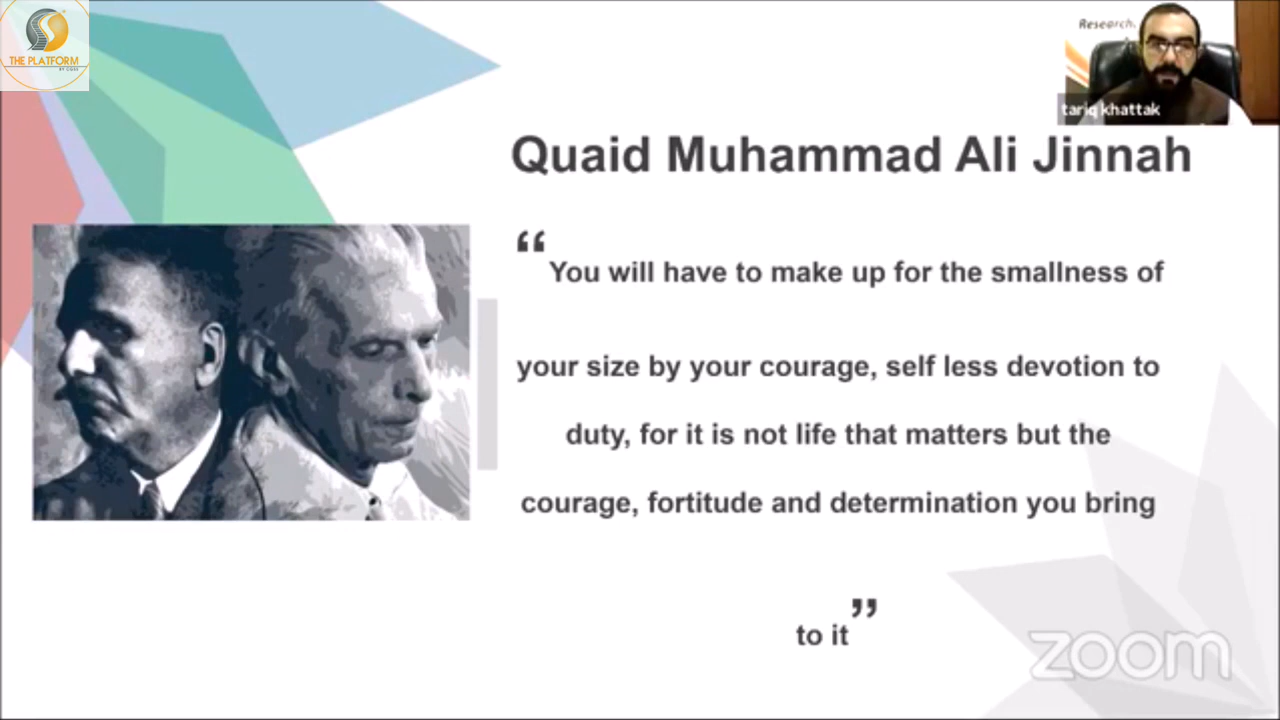 THE PLATFORM
Research.
tariq khattak
Quaid Muhammad Ali Jinnah
“You will have to make up for the smallness of
your size by your courage, self less devotion to
duty, for it is not life that matters but the
courage, fortitude and determination you bring
to it”
zoom